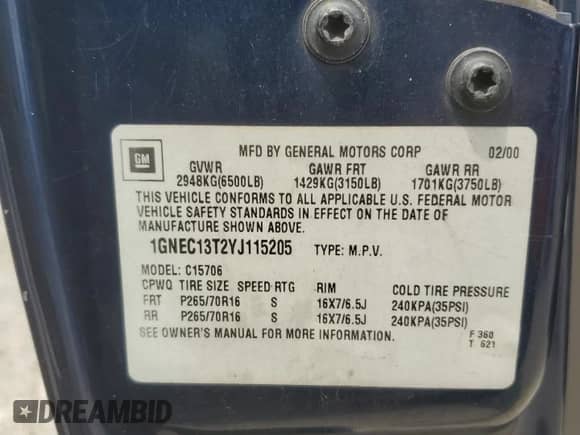 MFD BY GENERAL MOTORS CORP 02/00
GM
GVWR GAWR FRT GAWR RR
2948KG(6500LB) 1429KG(3150LB) 1701KG(3750LB)
THIS VEHICLE CONFORMS TO ALL APPLICABLE U.S. FEDERAL MOTOR
VEHICLE SAFETY STANDARDS IN EFFECT ON THE DATE OF
MANUFACTURE SHOWN ABOVE.
1GNEC13T2YJ115205 TYPE: M.P.V.
MODEL: C15706
CPWQ TIRE SIZE SPEED RTG RIM COLD TIRE PRESSURE
FRT P265/70R16 S 16X7/6.5J 240KPA(35PSI)
RR P265/70R16 S 16X7/6.5J 240KPA(35PSI)
SEE OWNER'S MANUAL FOR MORE INFORMATION.
F 360
T 621
DREAMBID